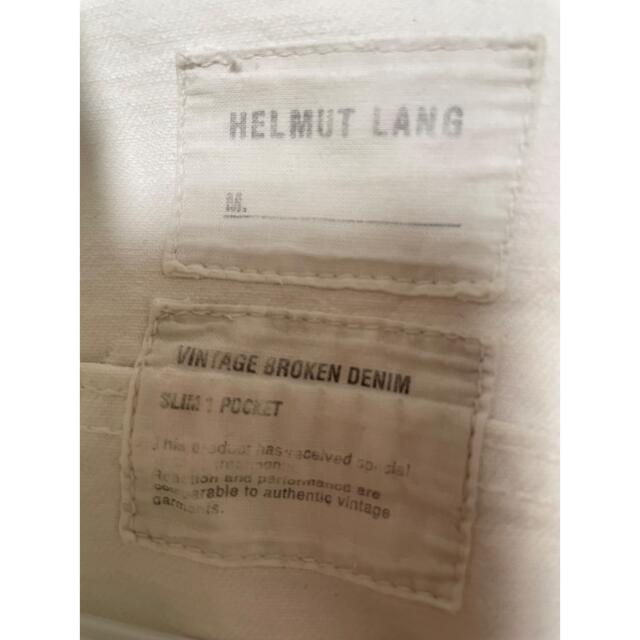 HELMUT LANG
M.
VINTAGE BROKEN DENIM
SLIM 1 POCKET
This product has received special
treatment.
Reaction and performance are
comparable to authentic vintage
garments.